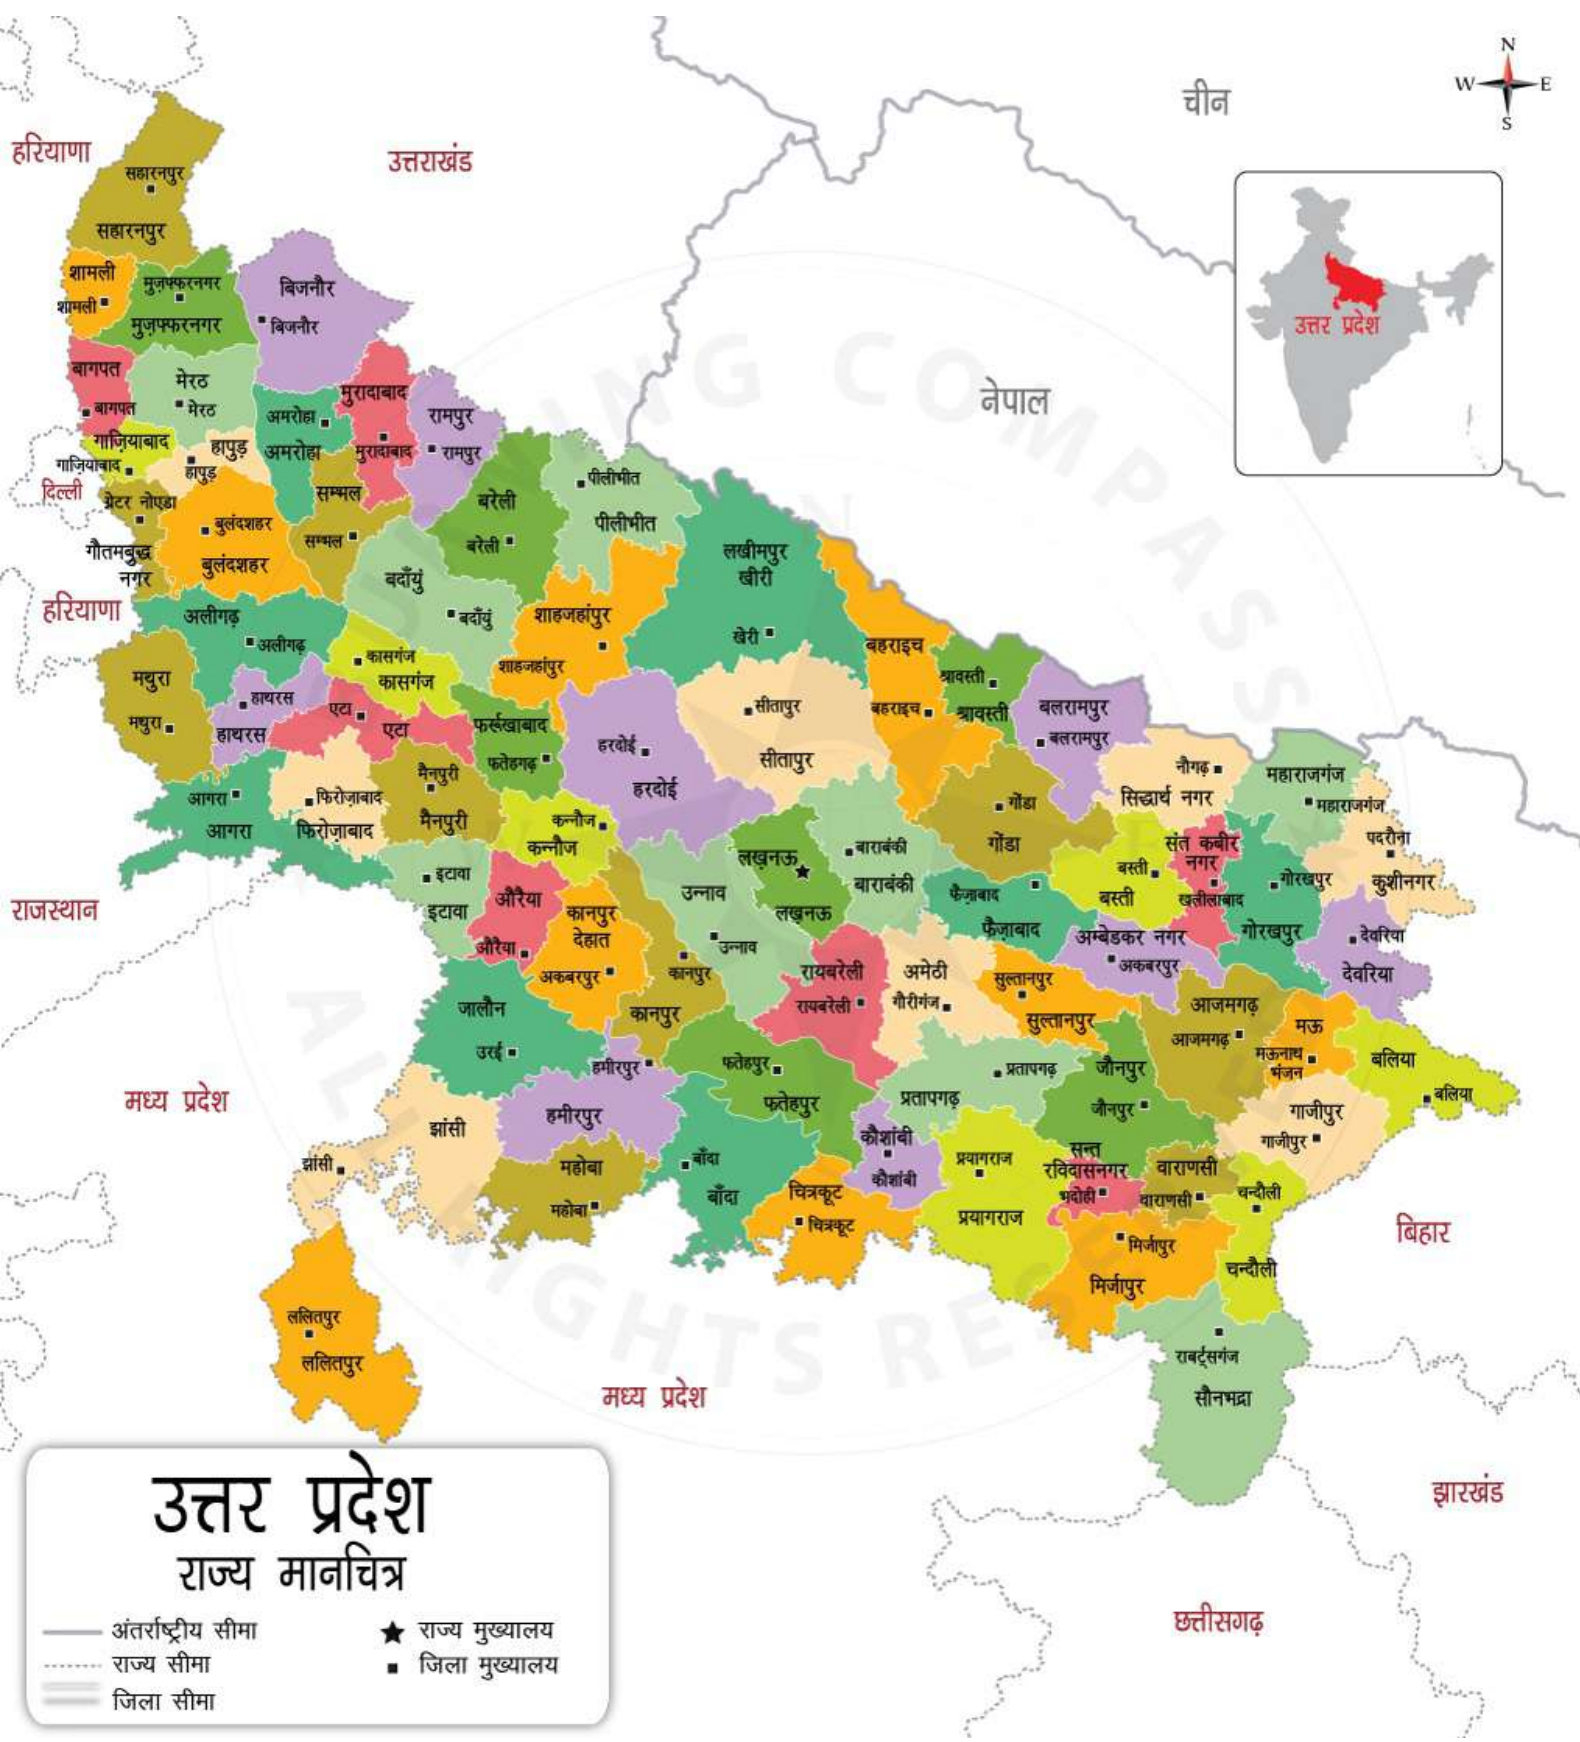 N
W E
S
चीन
हरियाणा
उत्तराखंड
सहारनपुर
सहारनपुर
शामली
शामली
मुज़फ्फरनगर
मुज़फ्फरनगर
बिजनौर
बिजनौर
उत्तर प्रदेश
नेपाल
बागपत
बागपत
मेरठ
मेरठ
अमरोहा
अमरोहा
मुरादाबाद
मुरादाबाद
रामपुर
रामपुर
गाज़ियाबाद
गाज़ियाबाद
हापुड़
हापुड़
दिल्ली
ग्रेटर नोएडा
गौतमबुद्ध
नगर
बुलंदशहर
बुलंदशहर
सम्भल
सम्भल
बरेली
बरेली
पीलीभीत
पीलीभीत
बदाँयुं
बदाँयुं
लखीमपुर
खीरी
खेरी
शाहजहांपुर
शाहजहांपुर
हरियाणा
अलीगढ़
अलीगढ़
कासगंज
कासगंज
मथुरा
मथुरा
हाथरस
हाथरस
एटा
एटा
फर्रूखाबाद
फतेहगढ़
हरदोई
हरदोई
सीतापुर
सीतापुर
बहराइच
बहराइच
श्रावस्ती
श्रावस्ती
बलरामपुर
बलरामपुर
आगरा
आगरा
फिरोज़ाबाद
फिरोज़ाबाद
मैनपुरी
मैनपुरी
कन्नौज
कन्नौज
गोंडा
गोंडा
नौगढ़
सिद्धार्थ नगर
महाराजगंज
महाराजगंज
पदरौना
कुशीनगर
संत कबीर
नगर
खलीलाबाद
बस्ती
बस्ती
गोरखपुर
गोरखपुर
देवरिया
देवरिया
राजस्थान
इटावा
इटावा
औरैया
औरैया
कानपुर
देहात
अकबरपुर
कानपुर
कानपुर
उन्नाव
उन्नाव
लखनऊ
लखनऊ
बाराबंकी
बाराबंकी
फैज़ाबाद
फैज़ाबाद
अम्बेडकर नगर
अकबरपुर
जालौन
उरई
रायबरेली
रायबरेली
अमेठी
गौरीगंज
सुल्तानपुर
सुल्तानपुर
आजमगढ़
आजमगढ़
मऊ
मऊनाथ
भंजन
बलिया
बलिया
मध्य प्रदेश
हमीरपुर
हमीरपुर
फतेहपुर
फतेहपुर
प्रतापगढ़
प्रतापगढ़
जौनपुर
जौनपुर
गाजीपुर
गाजीपुर
झांसी
झांसी
महोबा
महोबा
बाँदा
बाँदा
चित्रकूट
चित्रकूट
कौशांबी
कौशांबी
प्रयागराज
प्रयागराज
सन्त
रविदासनगर
भदोही
वाराणसी
वाराणसी
चन्दौली
चन्दौली
मिर्जापुर
मिर्जापुर
बिहार
ललितपुर
ललितपुर
राबर्ट्सगंज
सौनभद्रा
मध्य प्रदेश
झारखंड
छत्तीसगढ़
उत्तर प्रदेश
राज्य मानचित्र
अंतर्राष्ट्रीय सीमा
राज्य सीमा
जिला सीमा
राज्य मुख्यालय
जिला मुख्यालय